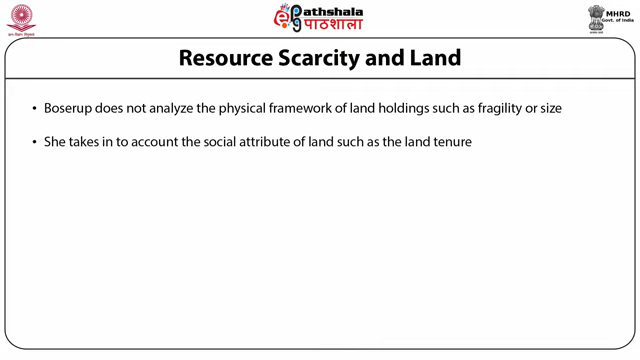 ePathshala
पाठशाला
MHRD
Govt. of India
Resource Scarcity and Land
• Boserup does not analyze the physical framework of land holdings such as fragility or size
• She takes in to account the social attribute of land such as the land tenure